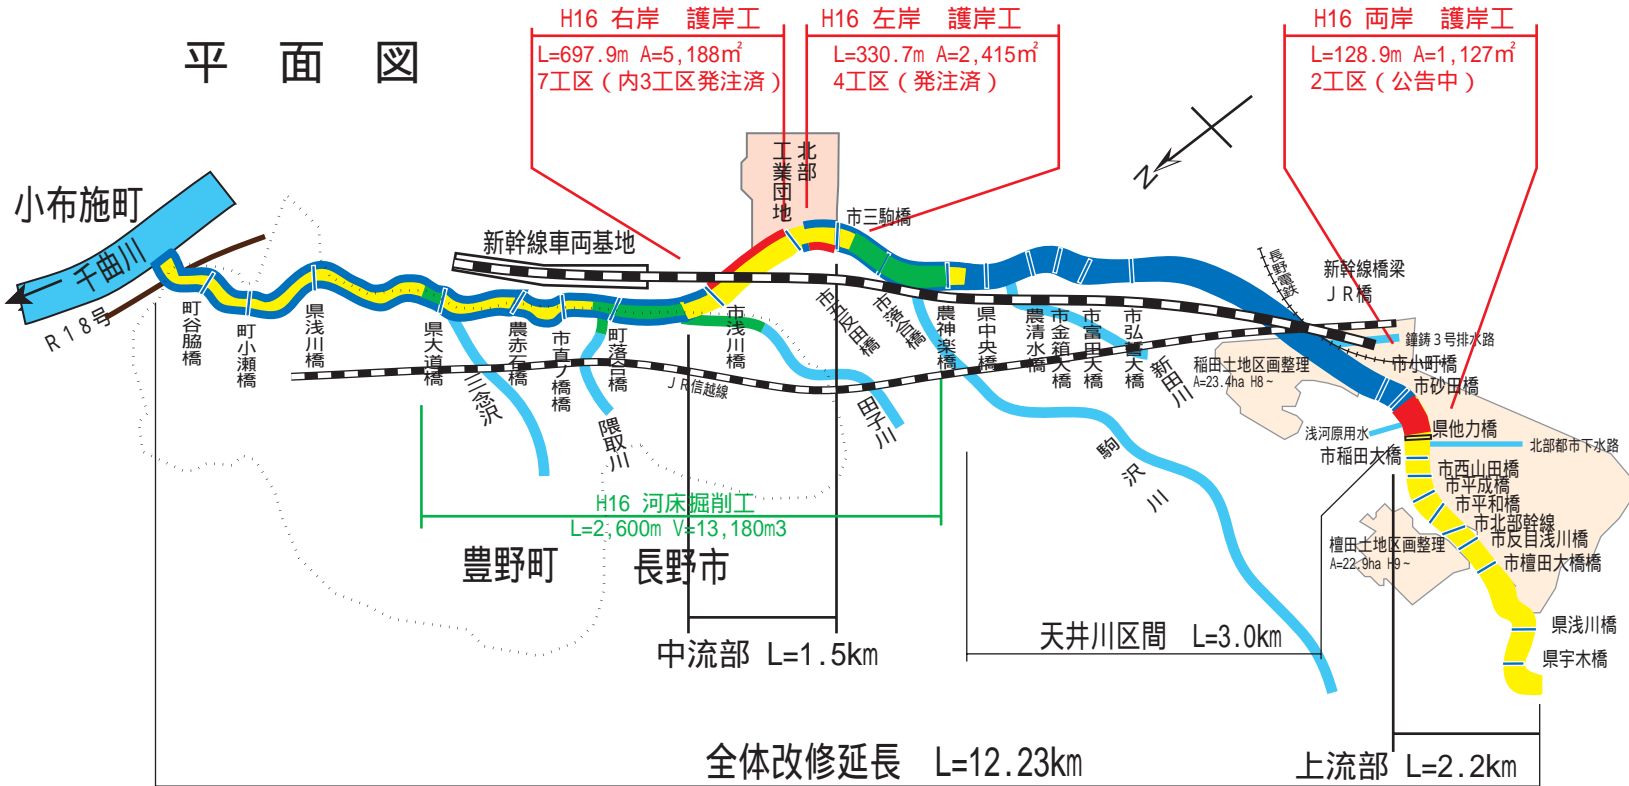 平面図
H16 右岸 護岸工
L=697.9m A=5,188㎡
7工区（内3工区発注済）
H16 左岸 護岸工
L=330.7m A=2,415㎡
4工区（発注済）
H16 両岸 護岸工
L=128.9m A=1,127㎡
2工区（公告中）
N
小布施町
千曲川
R18号
新幹線車両基地
北部
工業団地
市三駒橋
長野電鉄
新幹線橋梁
JR橋
町谷脇橋
町小瀬橋
県浅川橋
県大道橋
農赤石橋
市直ノ橋橋
町落合橋
市浅川橋
市五反田橋
市落合橋
農神楽橋
県中央橋
農清水橋
市金箱大橋
市富田大橋
市弘誓大橋
JR信越線
三念沢
隈取川
田子川
駒沢川
新田川
稲田土地区画整理
A=23.4ha H8~
鐘鋳3号排水路
市小町橋
市砂田橋
浅河原用水
県他力橋
北部都市下水路
市稲田大橋
市西山田橋
市平成橋
市平和橋
市北部幹線
市反目浅川橋
市檀田大橋橋
檀田土地区画整理
A=22.9ha H9~
県浅川橋
県宇木橋
H16 河床掘削工
L=2,600m V=13,180m3
豊野町
長野市
中流部 L=1.5km
天井川区間 L=3.0km
全体改修延長 L=12.23km
上流部 L=2.2km